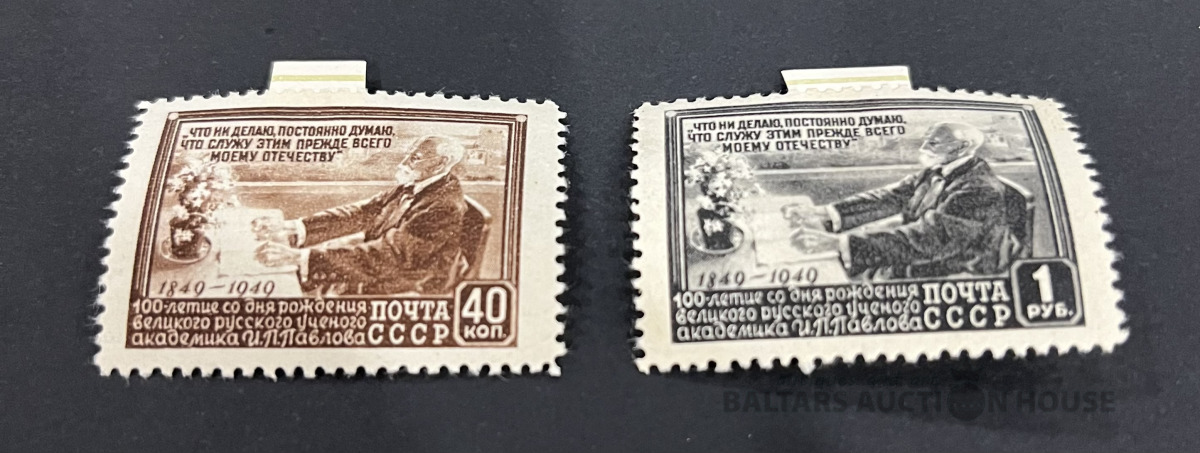 „ЧТО НИ ДЕЛАЮ, ПОСТОЯННО ДУМАЮ,
ЧТО СЛУЖУ ЭТИМ ПРЕЖДЕ ВСЕГО
МОЕМУ ОТЕЧЕСТВУ"
1849-1949
100-летие со дня рождения
великого русского ученого
академика И.П.Павлова
ПОЧТА
СССР
40
КОП.
„ЧТО НИ ДЕЛАЮ, ПОСТОЯННО ДУМАЮ,
ЧТО СЛУЖУ ЭТИМ ПРЕЖДЕ ВСЕГО
МОЕМУ ОТЕЧЕСТВУ"
1849-1949
100-летие со дня рождения
великого русского ученого
академика И.П.Павлова
ПОЧТА
СССР
1
РУБ.
BALTARS AUCTION HOUSE